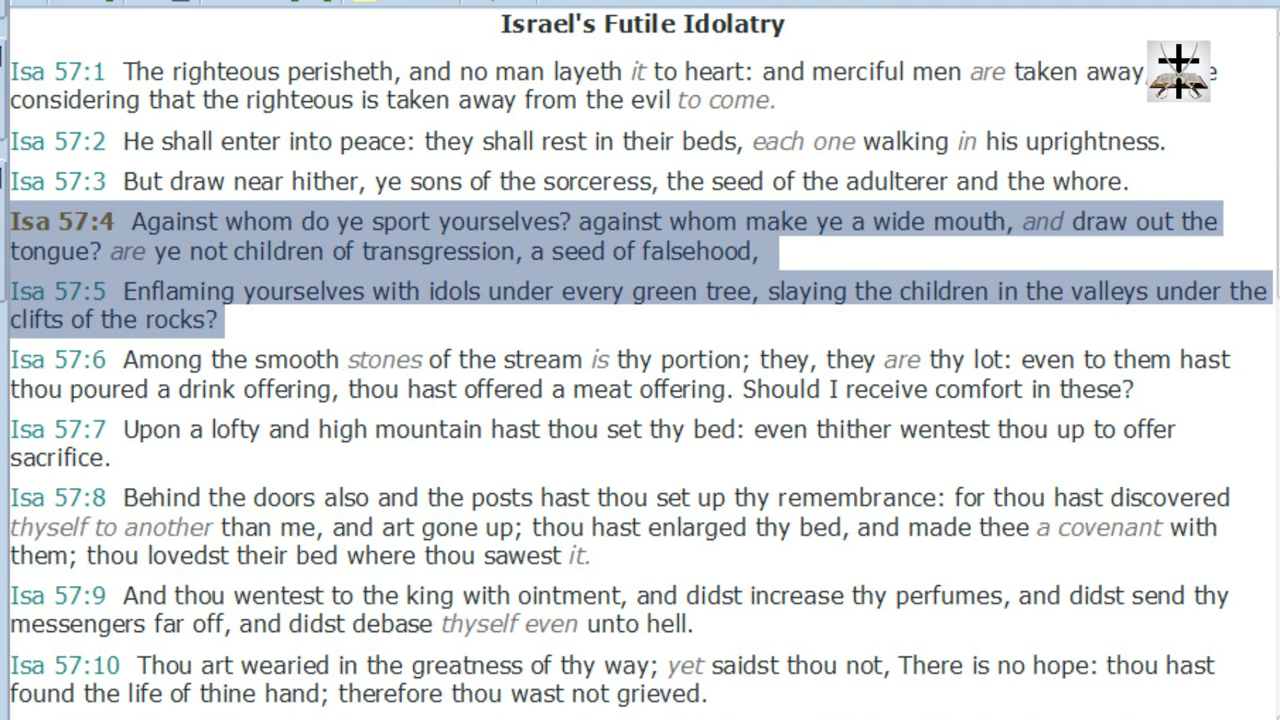 Israel's Futile Idolatry
Isa 57:1 The righteous perisheth, and no man layeth it to heart: and merciful men are taken away,
considering that the righteous is taken away from the evil to come.
Isa 57:2 He shall enter into peace: they shall rest in their beds, each one walking in his uprightness.
Isa 57:3 But draw near hither, ye sons of the sorceress, the seed of the adulterer and the whore.
Isa 57:4 Against whom do ye sport yourselves? against whom make ye a wide mouth, and draw out the
tongue? are ye not children of transgression, a seed of falsehood,
Isa 57:5 Enflaming yourselves with idols under every green tree, slaying the children in the valleys under the
clifts of the rocks?
Isa 57:6 Among the smooth stones of the stream is thy portion; they, they are thy lot: even to them hast
thou poured a drink offering, thou hast offered a meat offering. Should I receive comfort in these?
Isa 57:7 Upon a lofty and high mountain hast thou set thy bed: even thither wentest thou up to offer
sacrifice.
Isa 57:8 Behind the doors also and the posts hast thou set up thy remembrance: for thou hast discovered
thyself to another than me, and art gone up; thou hast enlarged thy bed, and made thee a covenant with
them; thou lovedst their bed where thou sawest it.
Isa 57:9 And thou wentest to the king with ointment, and didst increase thy perfumes, and didst send thy
messengers far off, and didst debase thyself even unto hell.
Isa 57:10 Thou art wearied in the greatness of thy way; yet saidst thou not, There is no hope: thou hast
found the life of thine hand; therefore thou wast not grieved.